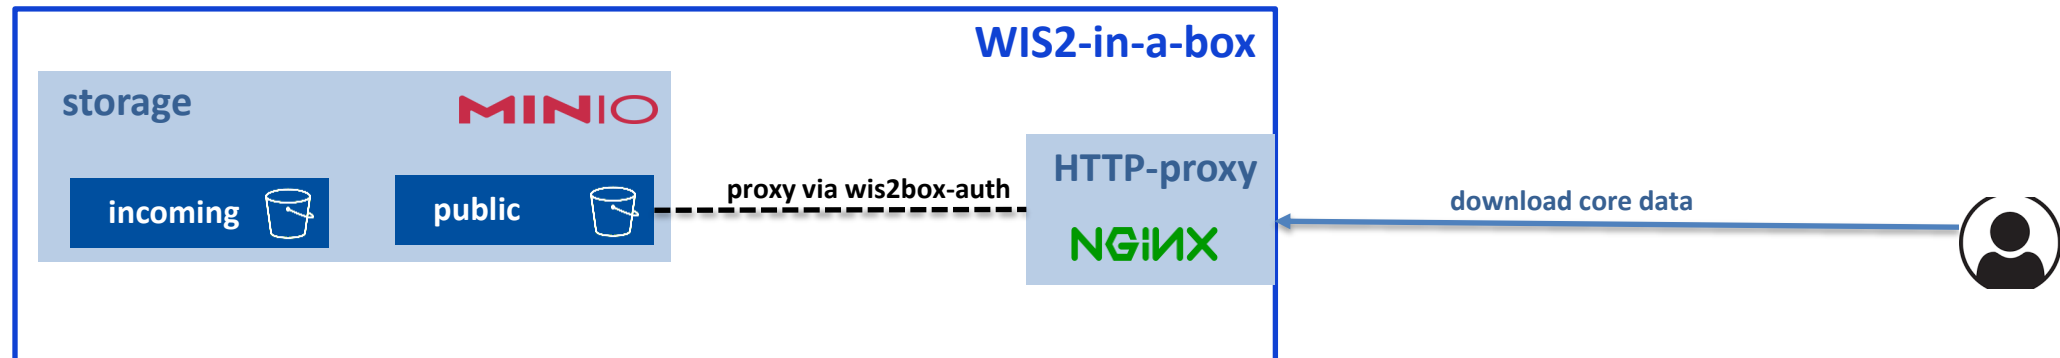 WIS2-in-a-box
storage
MINIO
incoming
public
proxy via wis2box-auth
HTTP-proxy
NGiNX
download core data